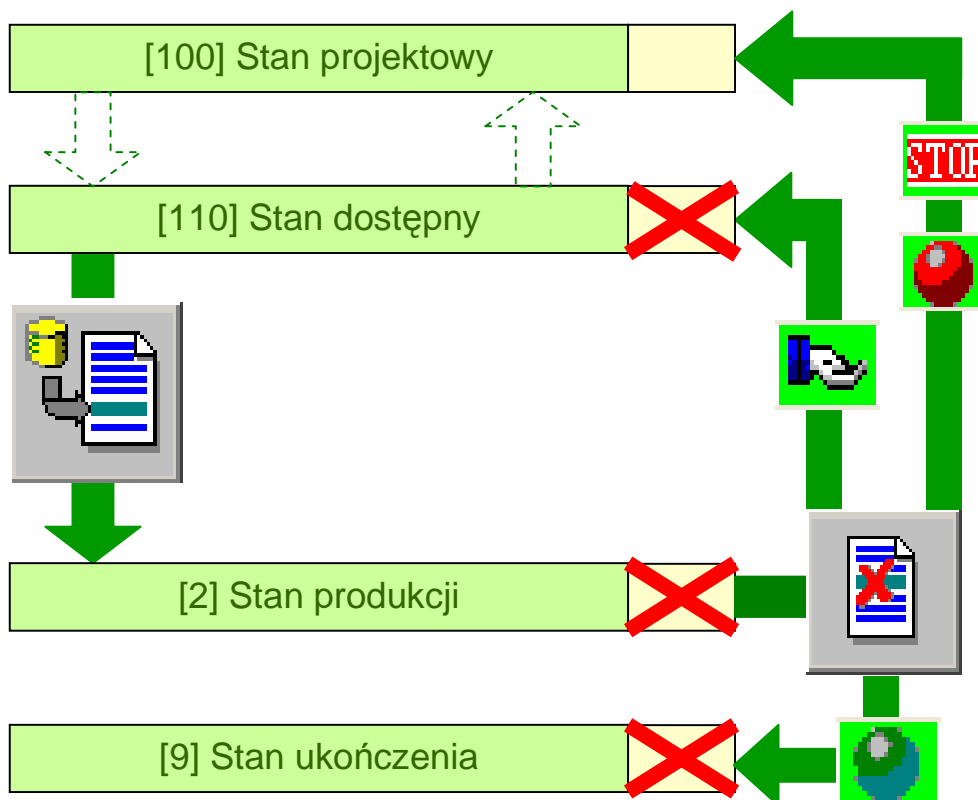 [100] Stan projektowy
STOP
[110] Stan dostępny
[2] Stan produkcji
[9] Stan ukończenia